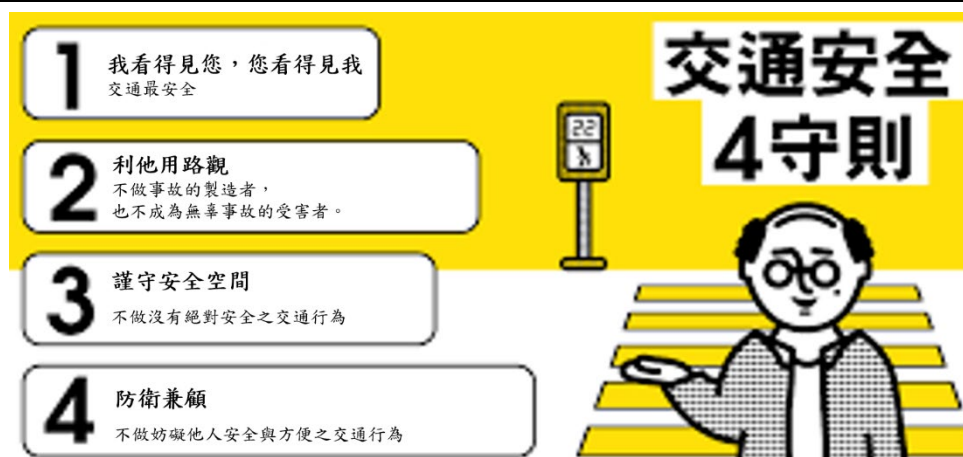 交通安全
4守則
1
我看得見您，您看得見我
交通最安全
2
利他用路觀
不做事故的製造者，
也不成為無辜事故的受害者。
3
謹守安全空間
不做沒有絕對安全之交通行為
4
防衛兼顧
不做妨礙他人安全與方便之交通行為
22